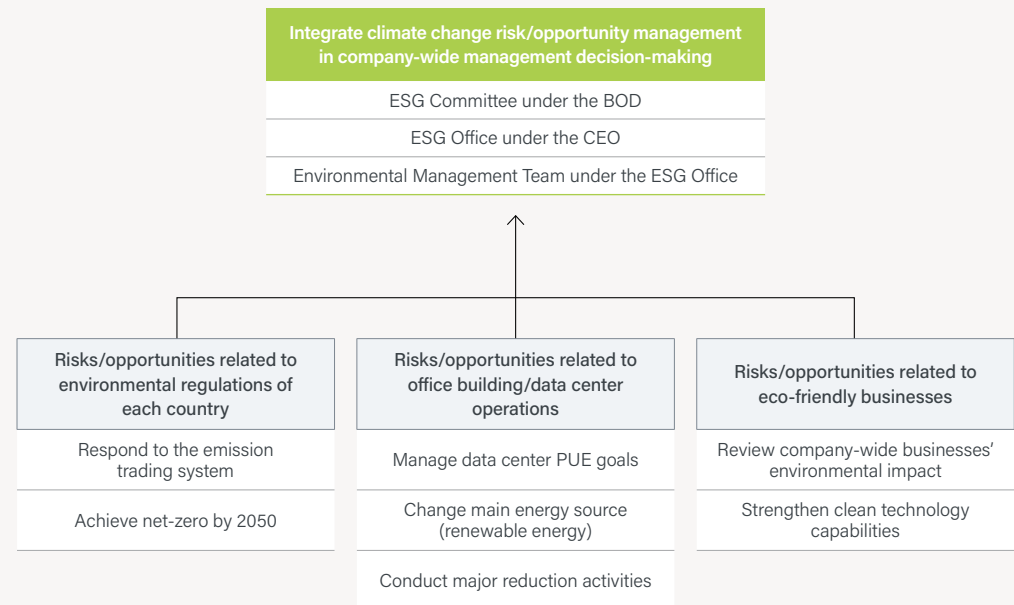 Integrate climate change risk/opportunity management
in company-wide management decision-making
ESG Committee under the BOD
ESG Office under the CEO
Environmental Management Team under the ESG Office
Risks/opportunities related to
environmental regulations of
each country
Respond to the emission
trading system
Achieve net-zero by 2050
Risks/opportunities related to
office building/data center
operations
Manage data center PUE goals
Change main energy source
(renewable energy)
Conduct major reduction activities
Risks/opportunities related to
eco-friendly businesses
Review company-wide businesses’
environmental impact
Strengthen clean technology
capabilities